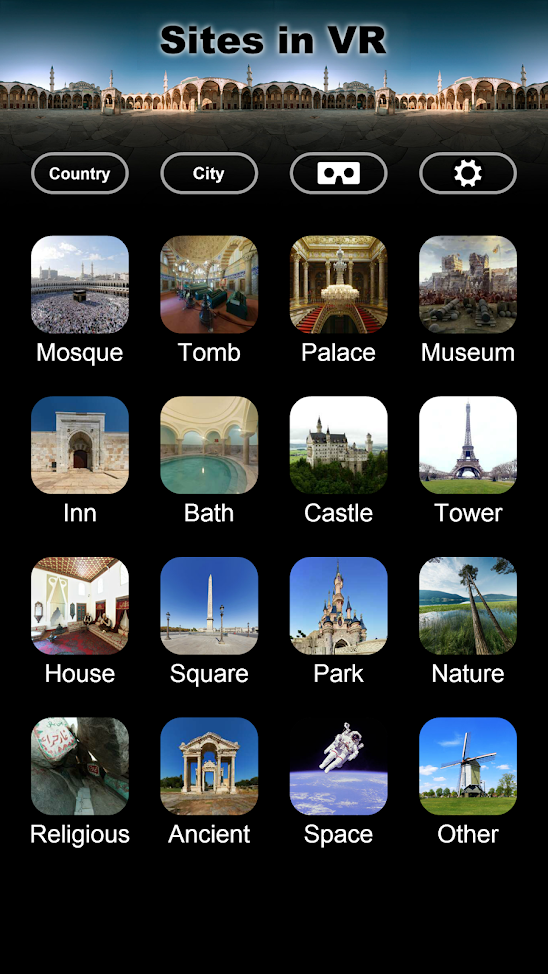 Sites in VR
Country
City
Mosque
Tomb
Palace
Museum
Inn
Bath
Castle
Tower
House
Square
Park
Nature
Religious
Ancient
Space
Other